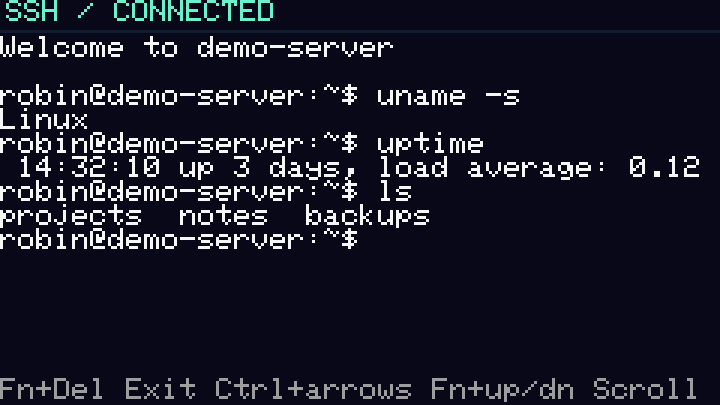 SSH / CONNECTED
Welcome to demo-server
robin@demo-server:~$ uname -s
Linux
robin@demo-server:~$ uptime
 14:32:10 up 3 days, load average: 0.12
robin@demo-server:~$ ls
projects  notes  backups
robin@demo-server:~$
Fn+Del Exit Ctrl+arrows Fn+up/dn Scroll